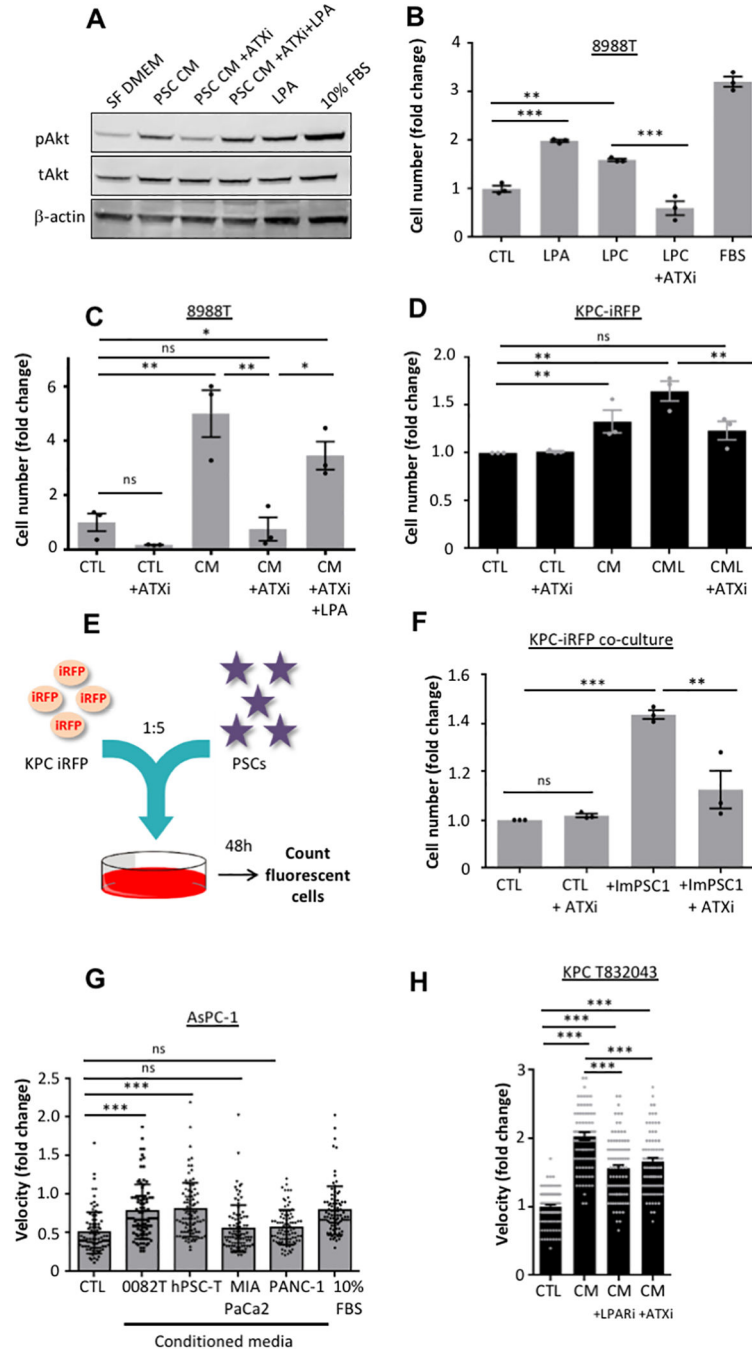 A
SF DMEM
PSC CM
PSC CM +ATXi
PSC CM +ATXi+LPA
LPA
10% FBS
pAkt
tAkt
β-actin
B
8988T
Cell number (fold change)
4
3
2
1
0
**
***
***
CTL
LPA
LPC
LPC
+ATXi
FBS
C
8988T
Cell number (fold change)
6
4
2
0
*
ns
**
**
*
ns
CTL
CTL
+ATXi
CM
CM
+ATXi
CM
+ATXi
+LPA
D
KPC-iRFP
Cell number (fold change)
2.0
1.5
1.0
0.5
0
ns
**
**
**
CTL
CTL
+ATXi
CM
CML
CML
+ATXi
E
iRFP
iRFP
iRFP
iRFP
KPC iRFP
1:5
PSCs
48h
Count
fluorescent
cells
F
KPC-iRFP co-culture
Cell number (fold change)
1.6
1.4
1.2
1.0
0
***
**
ns
CTL
CTL
+ ATXi
+ImPSC1
+ImPSC1
+ ATXi
G
AsPC-1
Velocity (fold change)
2.5
2.0
1.5
1.0
0.5
0
ns
ns
***
***
CTL
0082T
hPSC-T
MIA
PaCa2
PANC-1
10%
FBS
Conditioned media
H
KPC T832043
Velocity (fold change)
3
2
1
0
***
***
***
***
***
CTL
CM
CM
+LPARi
CM
+ATXi